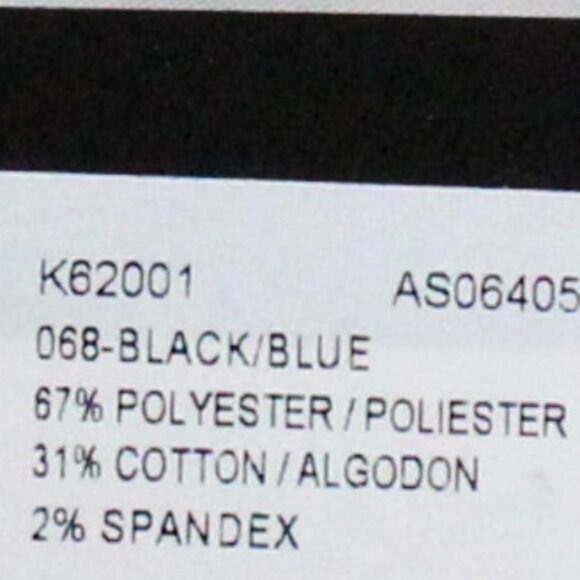 K62001 AS06405
068-BLACK/BLUE
67% POLYESTER / POLIESTER
31% COTTON / ALGODON
2% SPANDEX